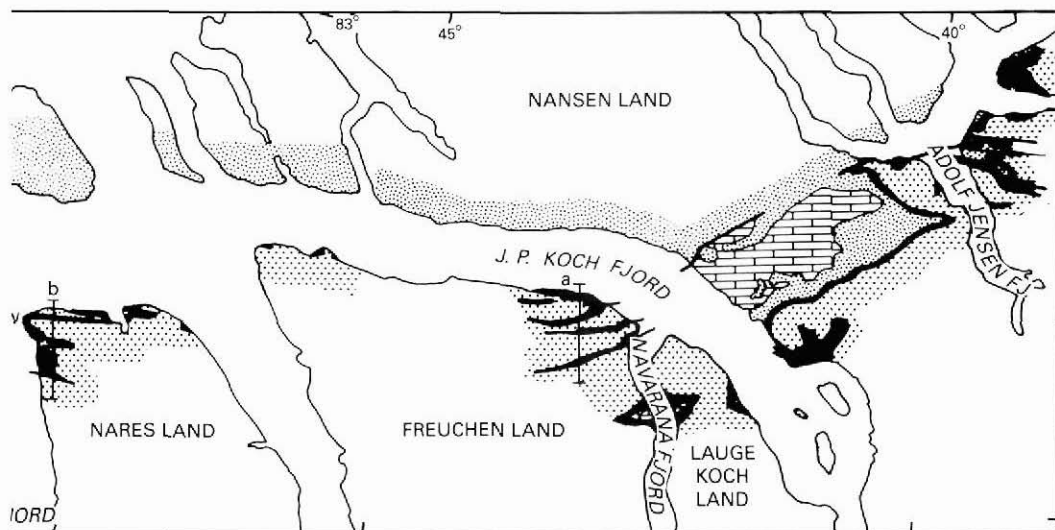 83°
45°
40°
NANSEN LAND
ADOLF JENSEN FJ
J. P. KOCH FJORD
a
b
NAVARANA FJORD
NARES LAND
FREUCHEN LAND
LAUGE
KOCH
LAND
JORD